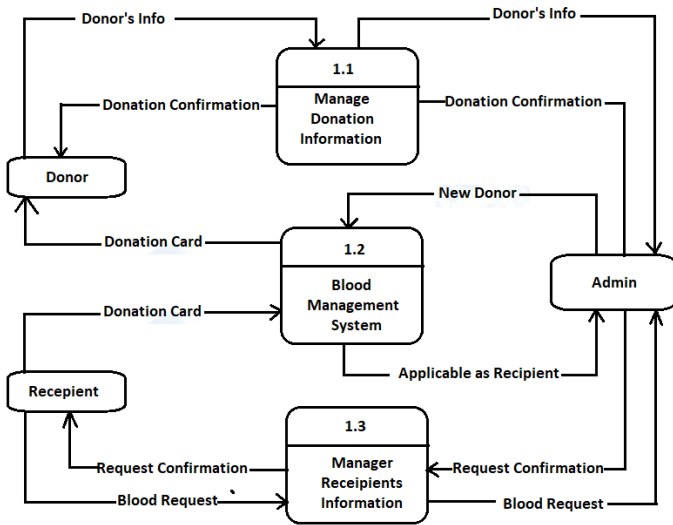 Donor's Info
Donor's Info
1.1
Manage
Donation
Information
Donation Confirmation
Donation Confirmation
Donor
New Donor
Donation Card
1.2
Blood
Management
System
Admin
Donation Card
Applicable as Recipient
Recepient
1.3
Manager
Receipients
Information
Request Confirmation
Request Confirmation
Blood Request
Blood Request